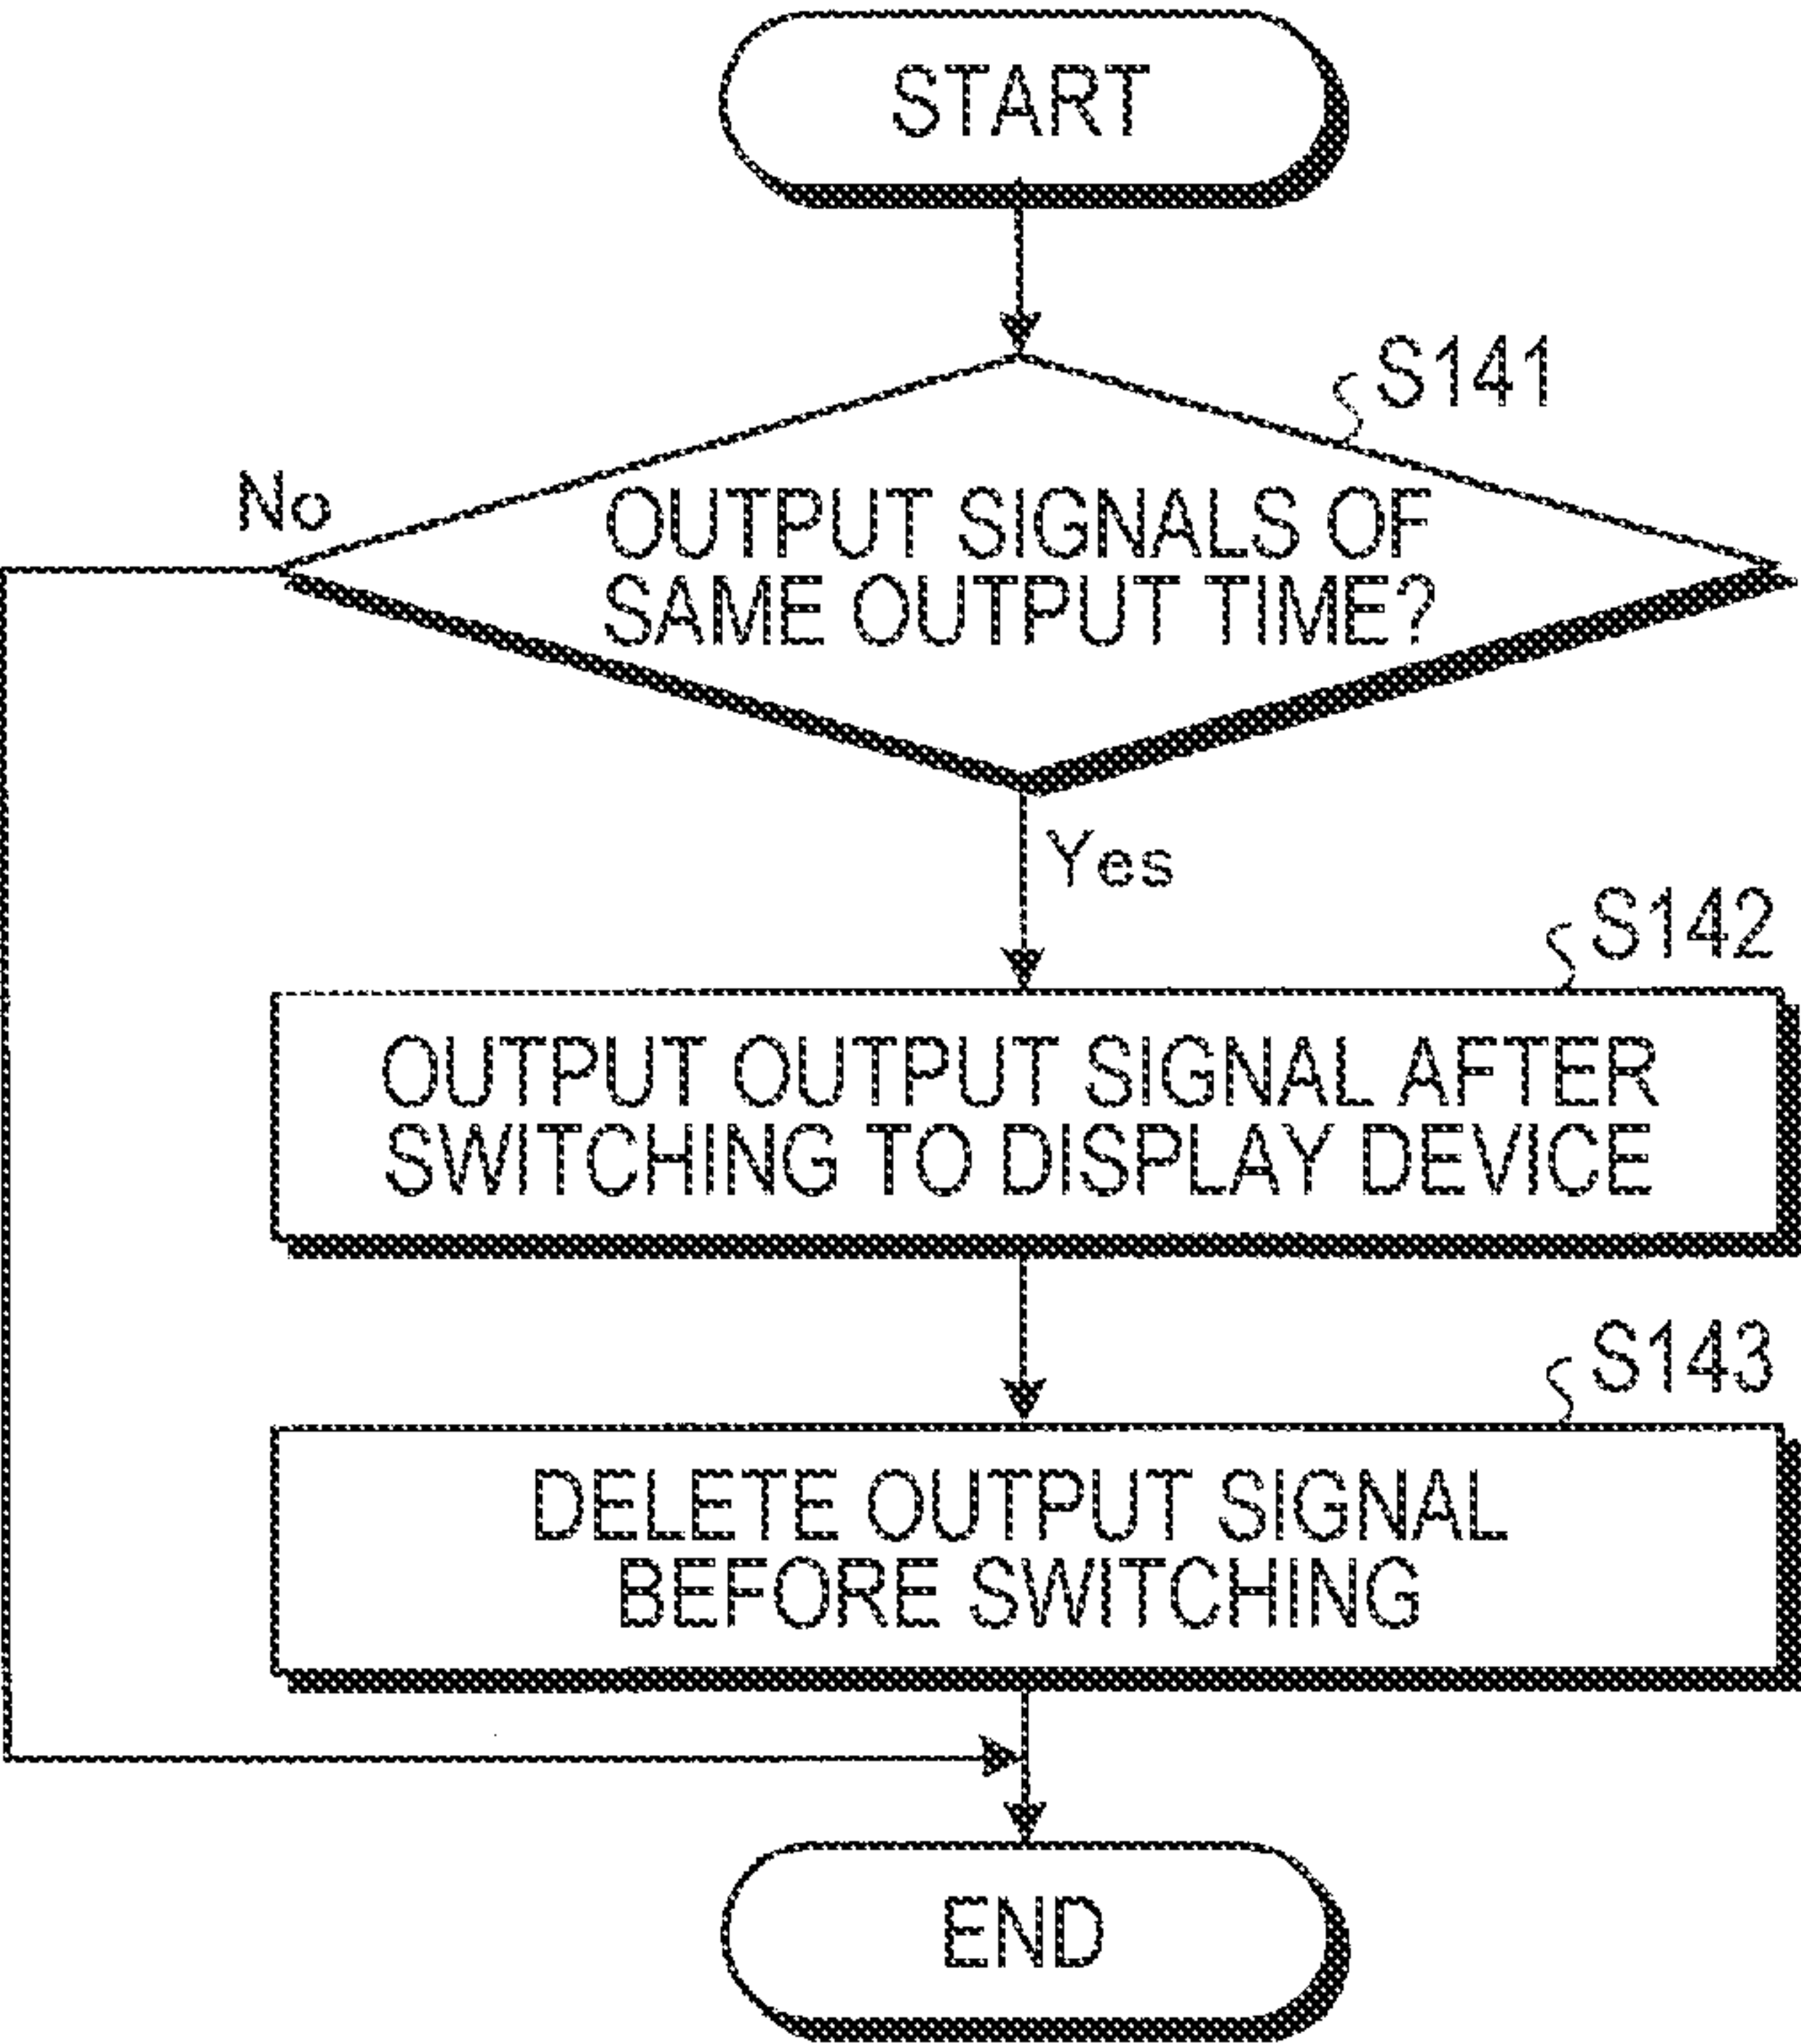 START
S141
No
OUTPUT SIGNALS OF
SAME OUTPUT TIME?
Yes
S142
OUTPUT OUTPUT SIGNAL AFTER
SWITCHING TO DISPLAY DEVICE
S143
DELETE OUTPUT SIGNAL
BEFORE SWITCHING
END